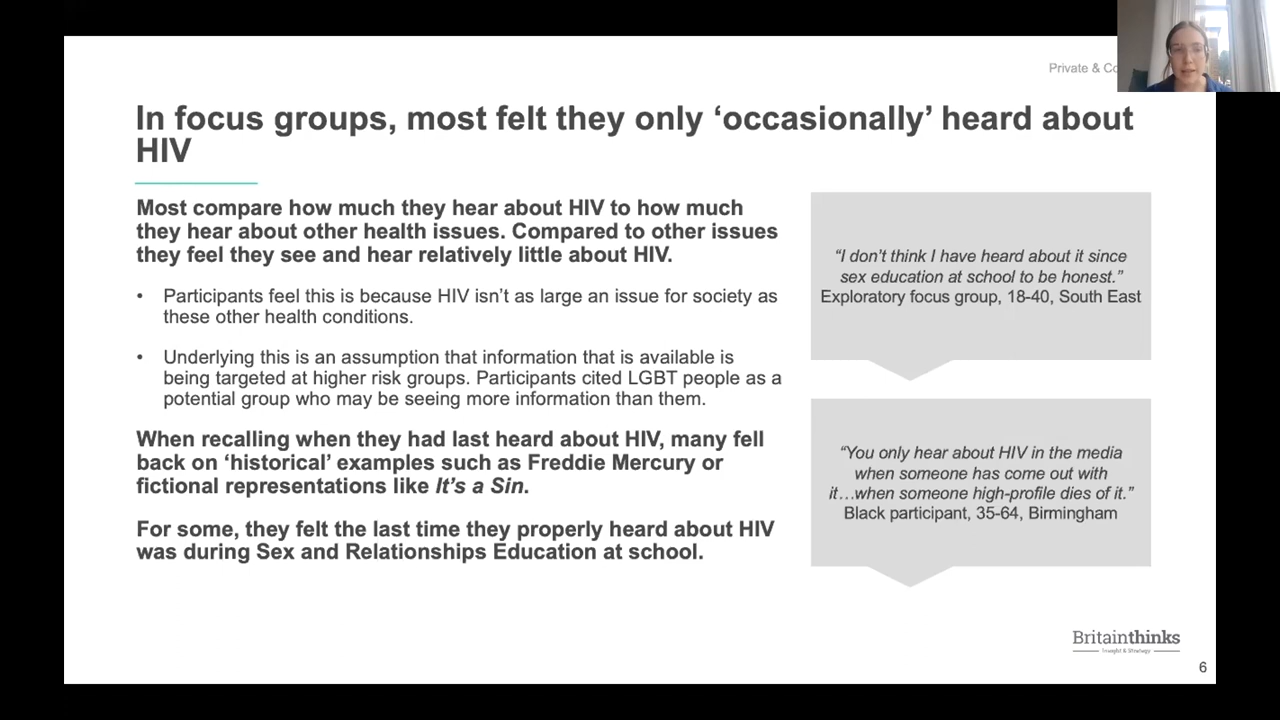 Private &
In focus groups, most felt they only ‘occasionally’ heard about
HIV
Most compare how much they hear about HIV to how much
they hear about other health issues. Compared to other issues
they feel they see and hear relatively little about HIV.
• Participants feel this is because HIV isn’t as large an issue for society as
these other health conditions.
• Underlying this is an assumption that information that is available is
being targeted at higher risk groups. Participants cited LGBT people as a
potential group who may be seeing more information than them.
When recalling when they had last heard about HIV, many fell
back on ‘historical’ examples such as Freddie Mercury or
fictional representations like It’s a Sin.
For some, they felt the last time they properly heard about HIV
was during Sex and Relationships Education at school.
“I don’t think I have heard about it since
sex education at school to be honest.”
Exploratory focus group, 18-40, South East
“You only hear about HIV in the media
when someone has come out with
it…when someone high-profile dies of it.”
Black participant, 35-64, Birmingham
Britainthinks
Insight & Strategy
6